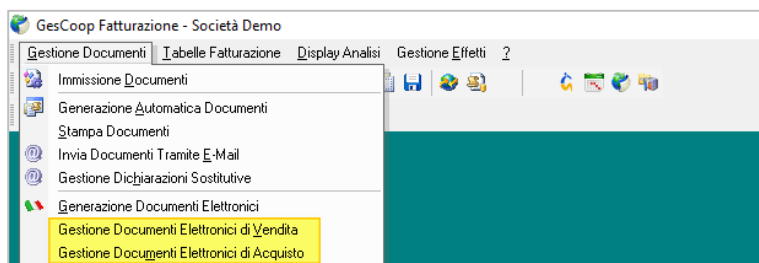 GesCoop Fatturazione - Società Demo
Gestione Documenti Tabelle Fatturazione Display Analisi Gestione Effetti ?
Immissione Documenti
Generazione Automatica Documenti
Stampa Documenti
Invia Documenti Tramite E-Mail
Gestione Dichiarazioni Sostitutive
Generazione Documenti Elettronici
Gestione Documenti Elettronici di Vendita
Gestione Documenti Elettronici di Acquisto